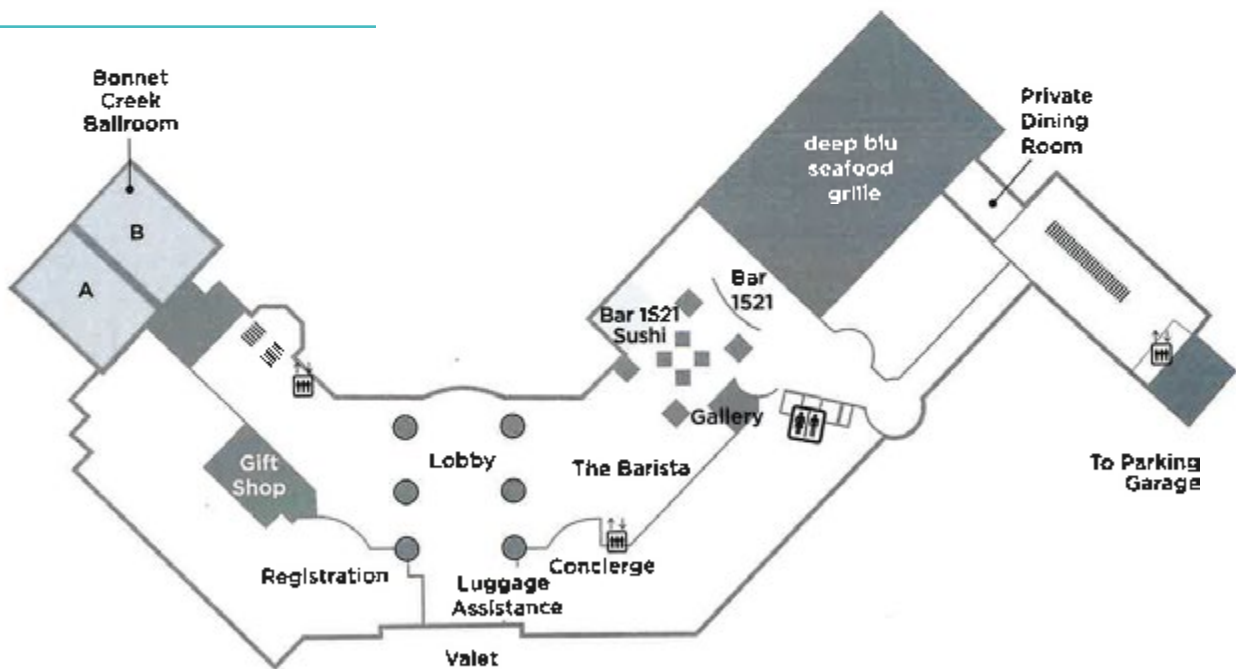 Bonnet
Creek
Ballroom
B
A
deep blu
seafood
grille
Private
Dining
Room
Bar
1521
Bar 1521
Sushi
Gallery
Lobby
The Barista
Gift
Shop
To Parking
Garage
Registration
Concierge
Luggage
Assistance
Valet